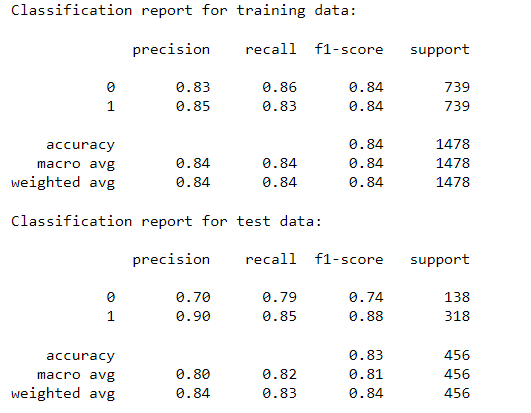 Classification report for training data:
precision recall f1-score support
0 0.83 0.86 0.84 739
1 0.85 0.83 0.84 739
accuracy 0.84 1478
macro avg 0.84 0.84 0.84 1478
weighted avg 0.84 0.84 0.84 1478
Classification report for test data:
precision recall f1-score support
0 0.70 0.79 0.74 138
1 0.90 0.85 0.88 318
accuracy 0.83 456
macro avg 0.80 0.82 0.81 456
weighted avg 0.84 0.83 0.84 456